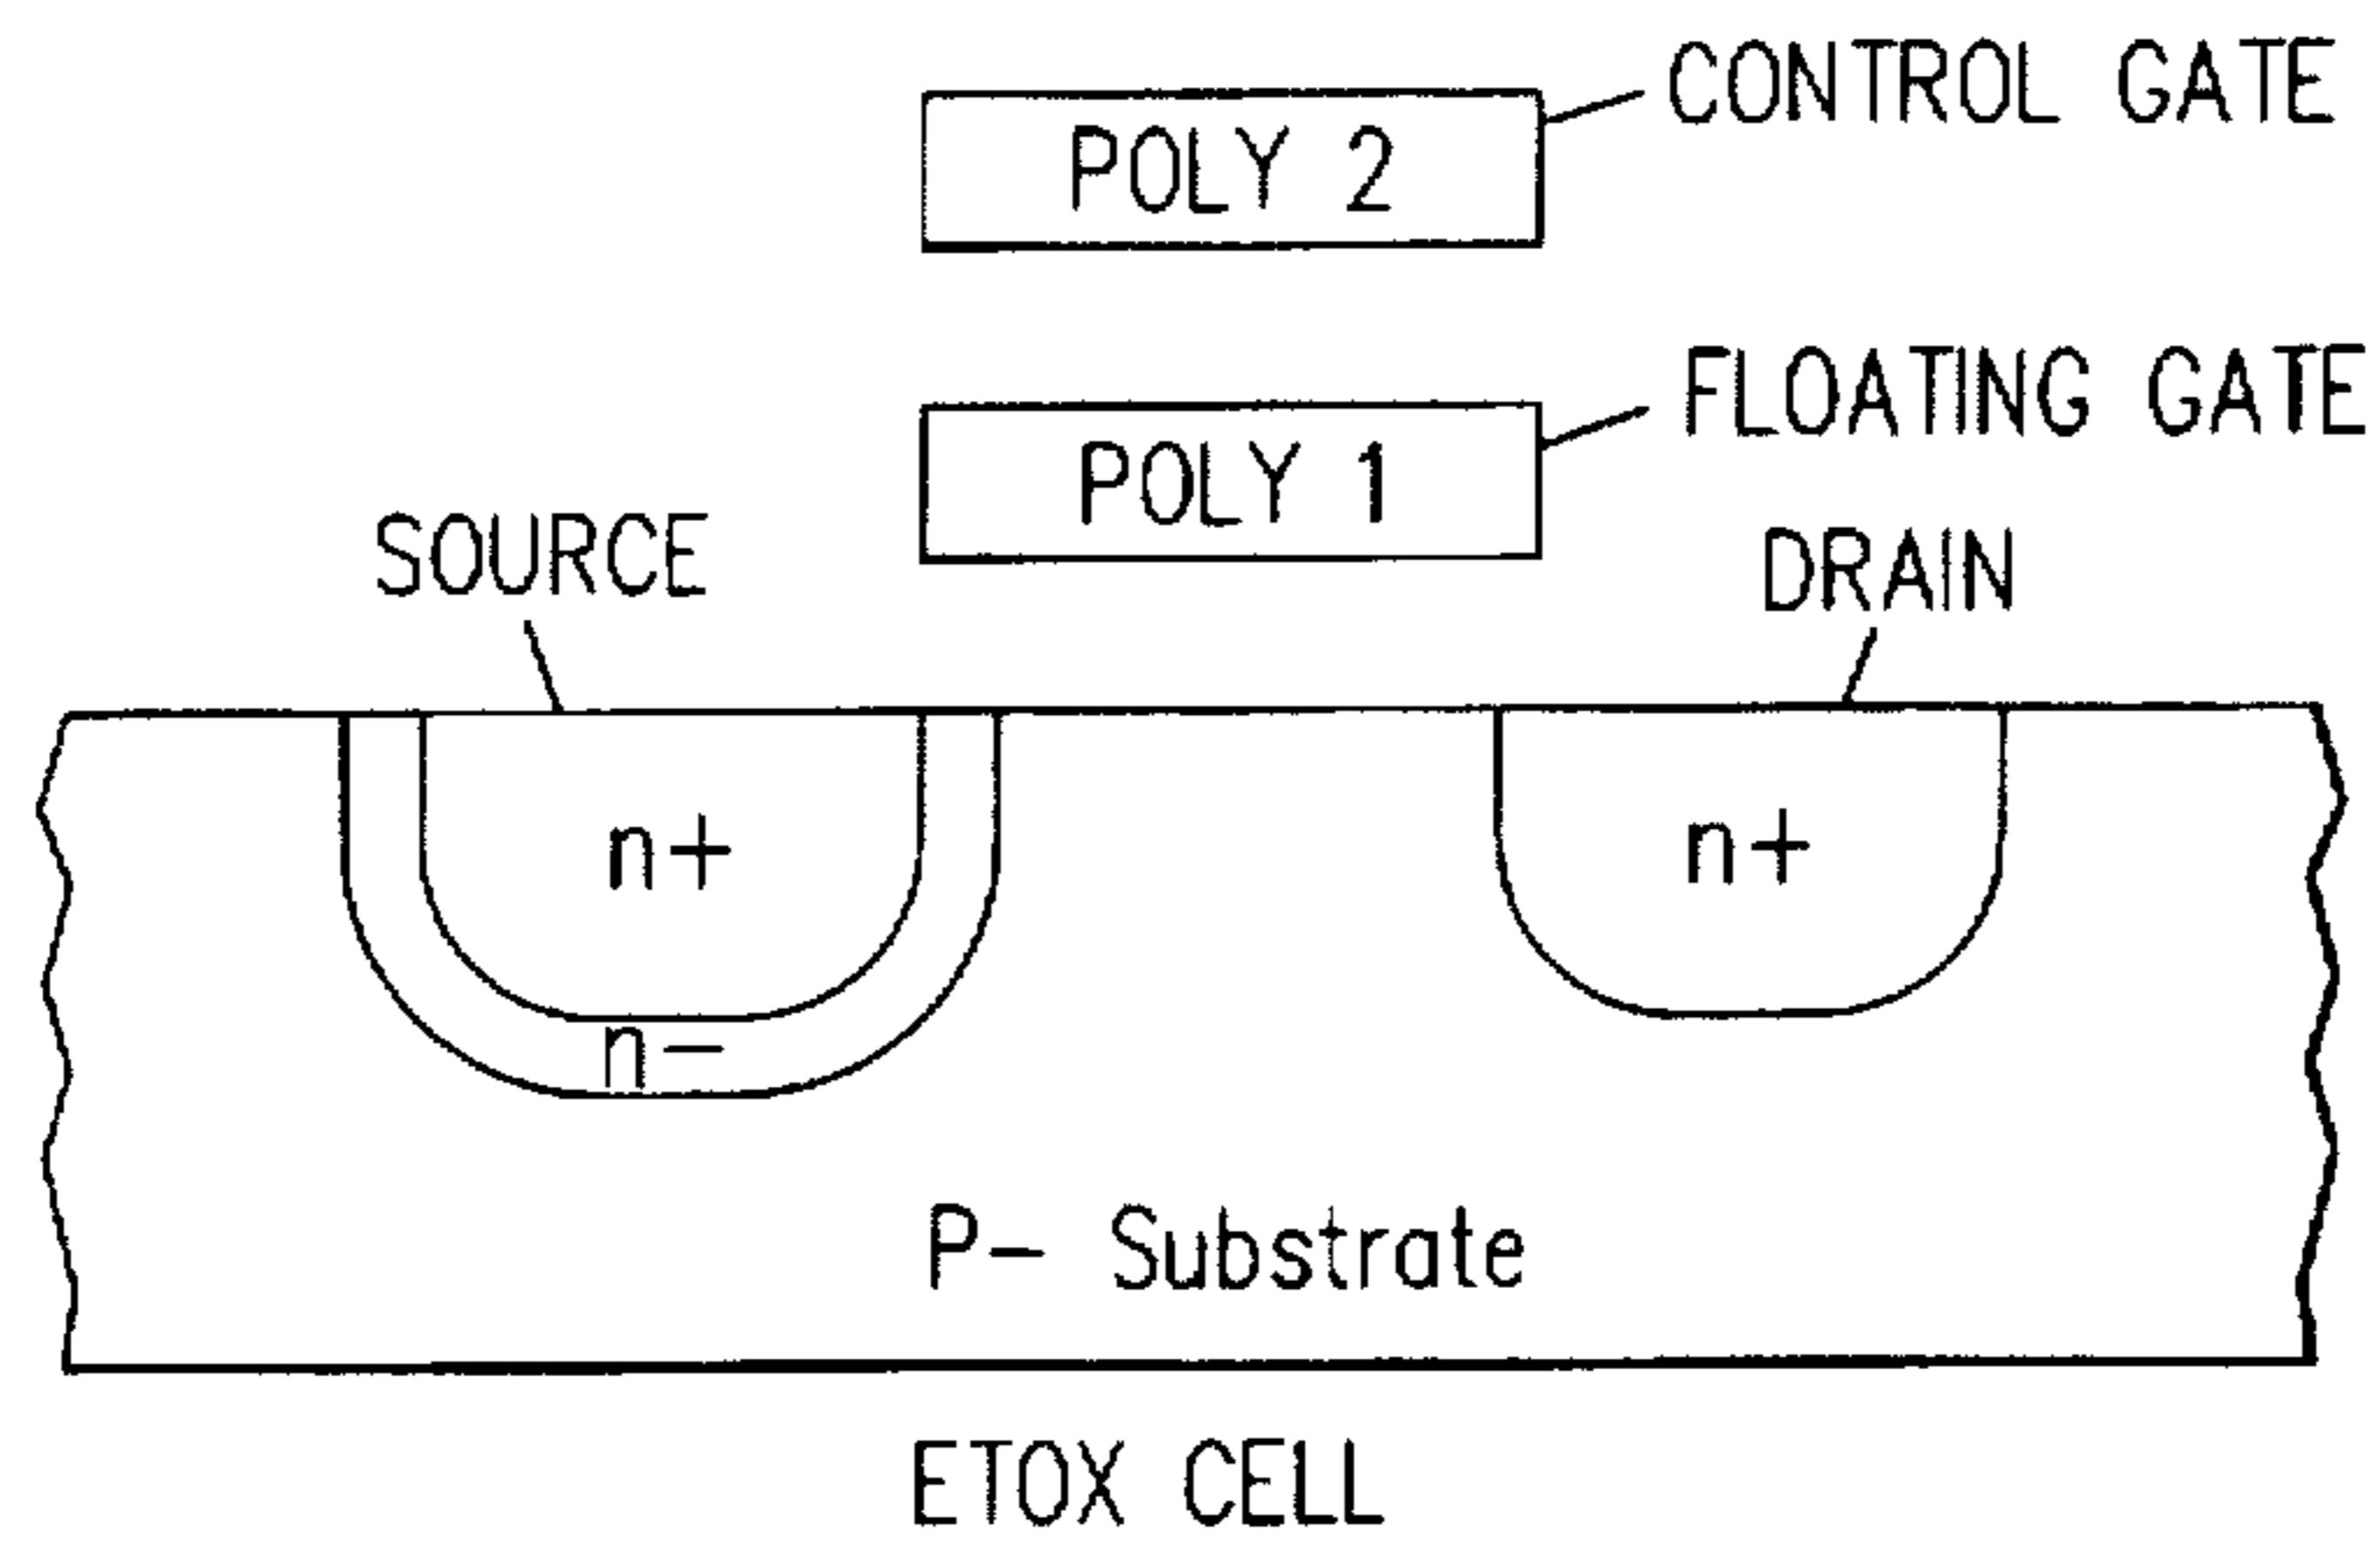 CONTROL GATE
POLY 2
FLOATING GATE
POLY 1
SOURCE
DRAIN
n+
n+
n-
P- Substrate
ETOX CELL